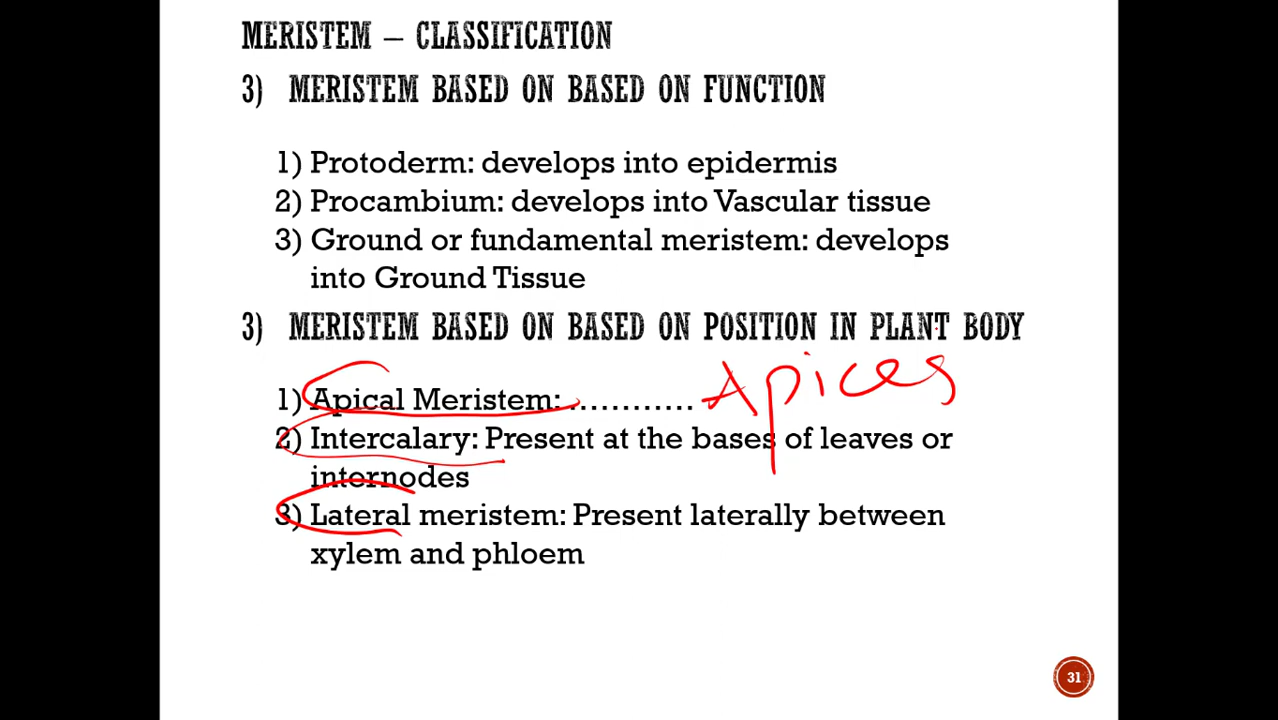 MERISTEM – CLASSIFICATION
3) MERISTEM BASED ON BASED ON FUNCTION
1) Protoderm: develops into epidermis
2) Procambium: develops into Vascular tissue
3) Ground or fundamental meristem: develops
into Ground Tissue
3) MERISTEM BASED ON BASED ON POSITION IN PLANT BODY
1) Apical Meristem: ............ Apices
2) Intercalary: Present at the bases of leaves or
internodes
3) Lateral meristem: Present laterally between
xylem and phloem
31